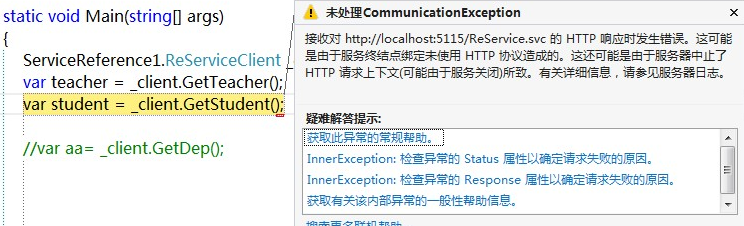 static void Main(string[] args)
{
ServiceReference1.ReServiceClient
var teacher = _client.GetTeacher();
var student = _client.GetStudent();
//var aa= _client.GetDep();
未处理CommunicationException
接收对 http://localhost:5115/ReService.svc 的 HTTP 响应时发生错误。这可能
是由于服务终结点绑定未使用 HTTP 协议造成的。这还可能是由于服务器中止了
HTTP 请求上下文(可能由于服务关闭)所致。有关详细信息，请参见服务器日志。
疑难解答提示:
获取此异常的常规帮助。
InnerException: 检查异常的 Status 属性以确定请求失败的原因。
InnerException: 检查异常的 Response 属性以确定请求失败的原因。
获取有关该内部异常的一般性帮助信息。
搜索更多联机帮助